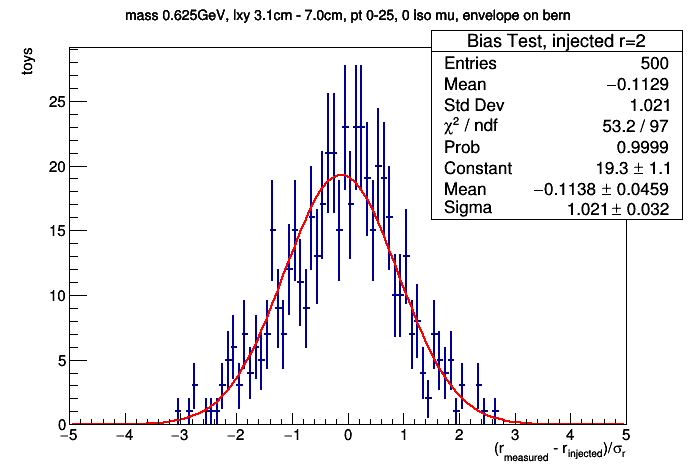 mass 0.625GeV, lxy 3.1cm - 7.0cm, pt 0-25, 0 Iso mu, envelope on bern
Bias Test, injected r=2
Entries 500
Mean −0.1129
Std Dev 1.021
χ² / ndf 53.2 / 97
Prob 0.9999
Constant 19.3 ± 1.1
Mean −0.1138 ± 0.0459
Sigma 1.021 ± 0.032
toys
25
20
15
10
5
0
−5 −4 −3 −2 −1 0 1 2 3 4 5
(r_measured - r_injected)/σ_r